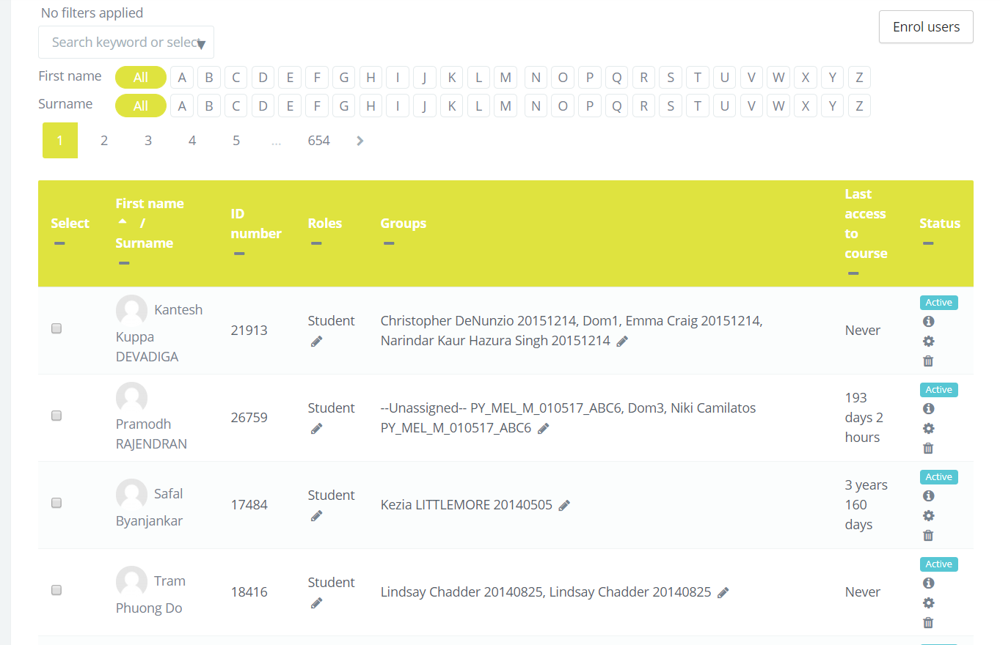 No filters applied
Search keyword or select
Enrol users
First name All A B C D E F G H I J K L M N O P Q R S T U V W X Y Z
Surname All A B C D E F G H I J K L M N O P Q R S T U V W X Y Z
1 2 3 4 5 ... 654
Select
First name
/
Surname
ID
number
Roles
Groups
Last
access
to
course
Status
Kantesh
Kuppa
DEVADIGA
21913
Student
Christopher DeNunzio 20151214, Dom1, Emma Craig 20151214,
Narindar Kaur Hazura Singh 20151214
Never
Active
Pramodh
RAJENDRAN
26759
Student
--Unassigned-- PY_MEL_M_010517_ABC6, Dom3, Niki Camilatos
PY_MEL_M_010517_ABC6
193
days 2
hours
Active
Safal
Byanjankar
17484
Student
Kezia LITTLEMORE 20140505
3 years
160
days
Active
Tram
Phuong Do
18416
Student
Lindsay Chadder 20140825, Lindsay Chadder 20140825
Never
Active